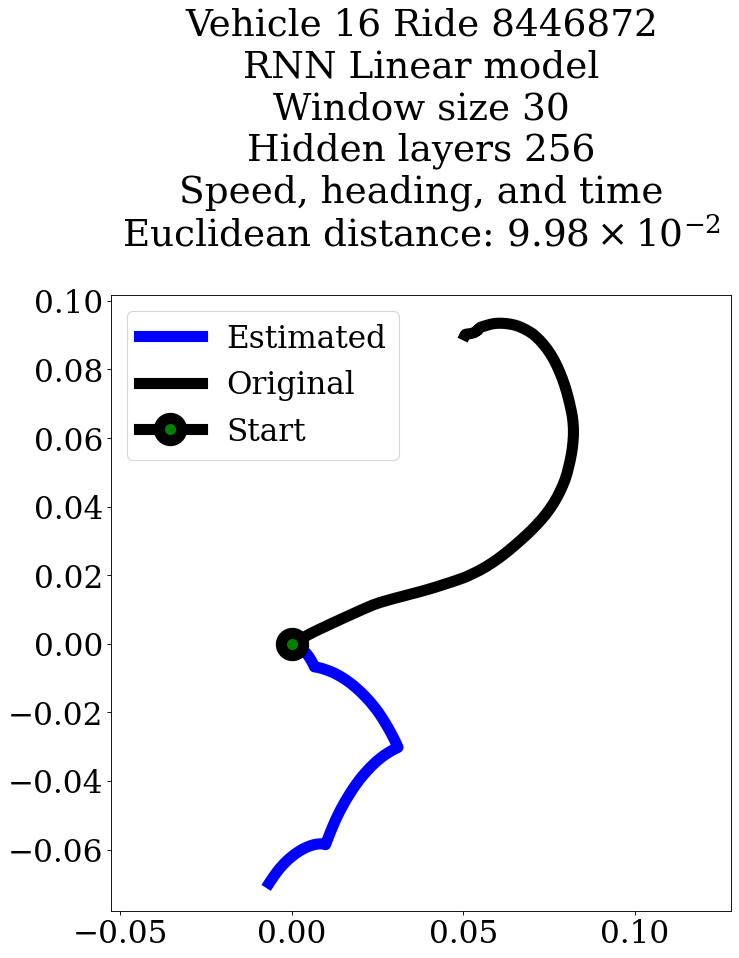 Vehicle 16 Ride 8446872
RNN Linear model
Window size 30
Hidden layers 256
Speed, heading, and time
Euclidean distance: 9.98 × 10⁻²
Estimated
Original
Start
0.10
0.08
0.06
0.04
0.02
0.00
−0.02
−0.04
−0.06
−0.05 0.00 0.05 0.10